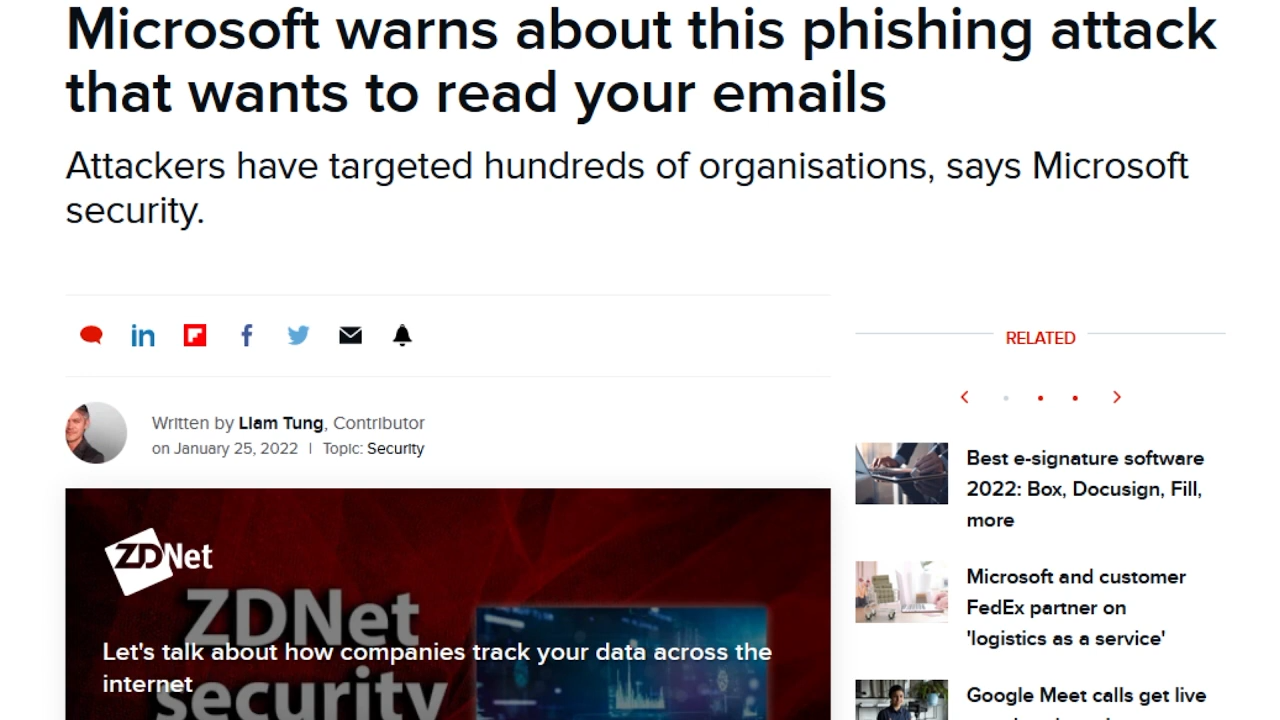 Microsoft warns about this phishing attack
that wants to read your emails
Attackers have targeted hundreds of organisations, says Microsoft
security.
Written by Liam Tung, Contributor
on January 25, 2022 | Topic: Security
ZDNet
ZDNet
security
Let's talk about how companies track your data across the
internet
RELATED
Best e-signature software
2022: Box, Docusign, Fill,
more
Microsoft and customer
FedEx partner on
'logistics as a service'
Google Meet calls get live